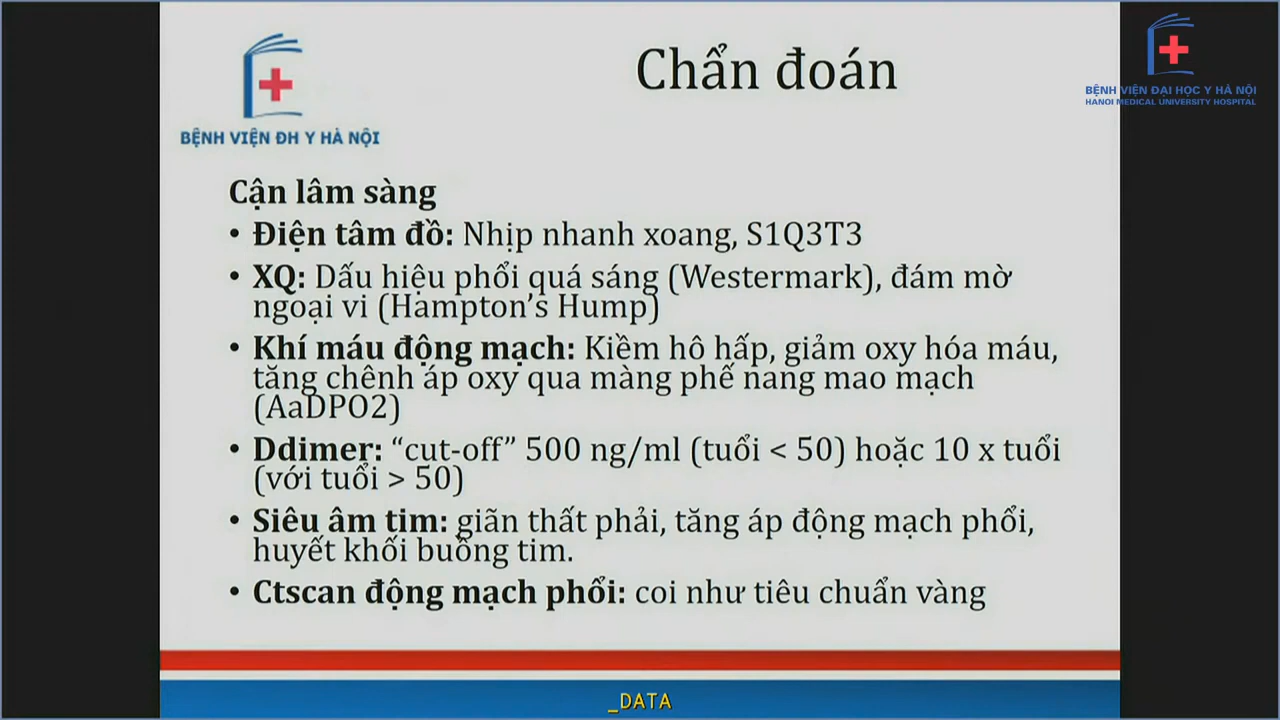 Chẩn đoán
BỆNH VIỆN ĐH Y HÀ NỘI
BỆNH VIỆN ĐẠI HỌC Y HÀ NỘI
HANOI MEDICAL UNIVERSITY HOSPITAL
Cận lâm sàng
• Điện tâm đồ: Nhịp nhanh xoang, S1Q3T3
• XQ: Dấu hiệu phổi quá sáng (Westermark), đám mờ
ngoại vi (Hampton’s Hump)
• Khí máu động mạch: Kiềm hô hấp, giảm oxy hóa máu,
tăng chênh áp oxy qua màng phế nang mao mạch
(AaDPO2)
• Ddimer: “cut-off” 500 ng/ml (tuổi < 50) hoặc 10 x tuổi
(với tuổi > 50)
• Siêu âm tim: giãn thất phải, tăng áp động mạch phổi,
huyết khối buồng tim.
• Ctscan động mạch phổi: coi như tiêu chuẩn vàng
_DATA